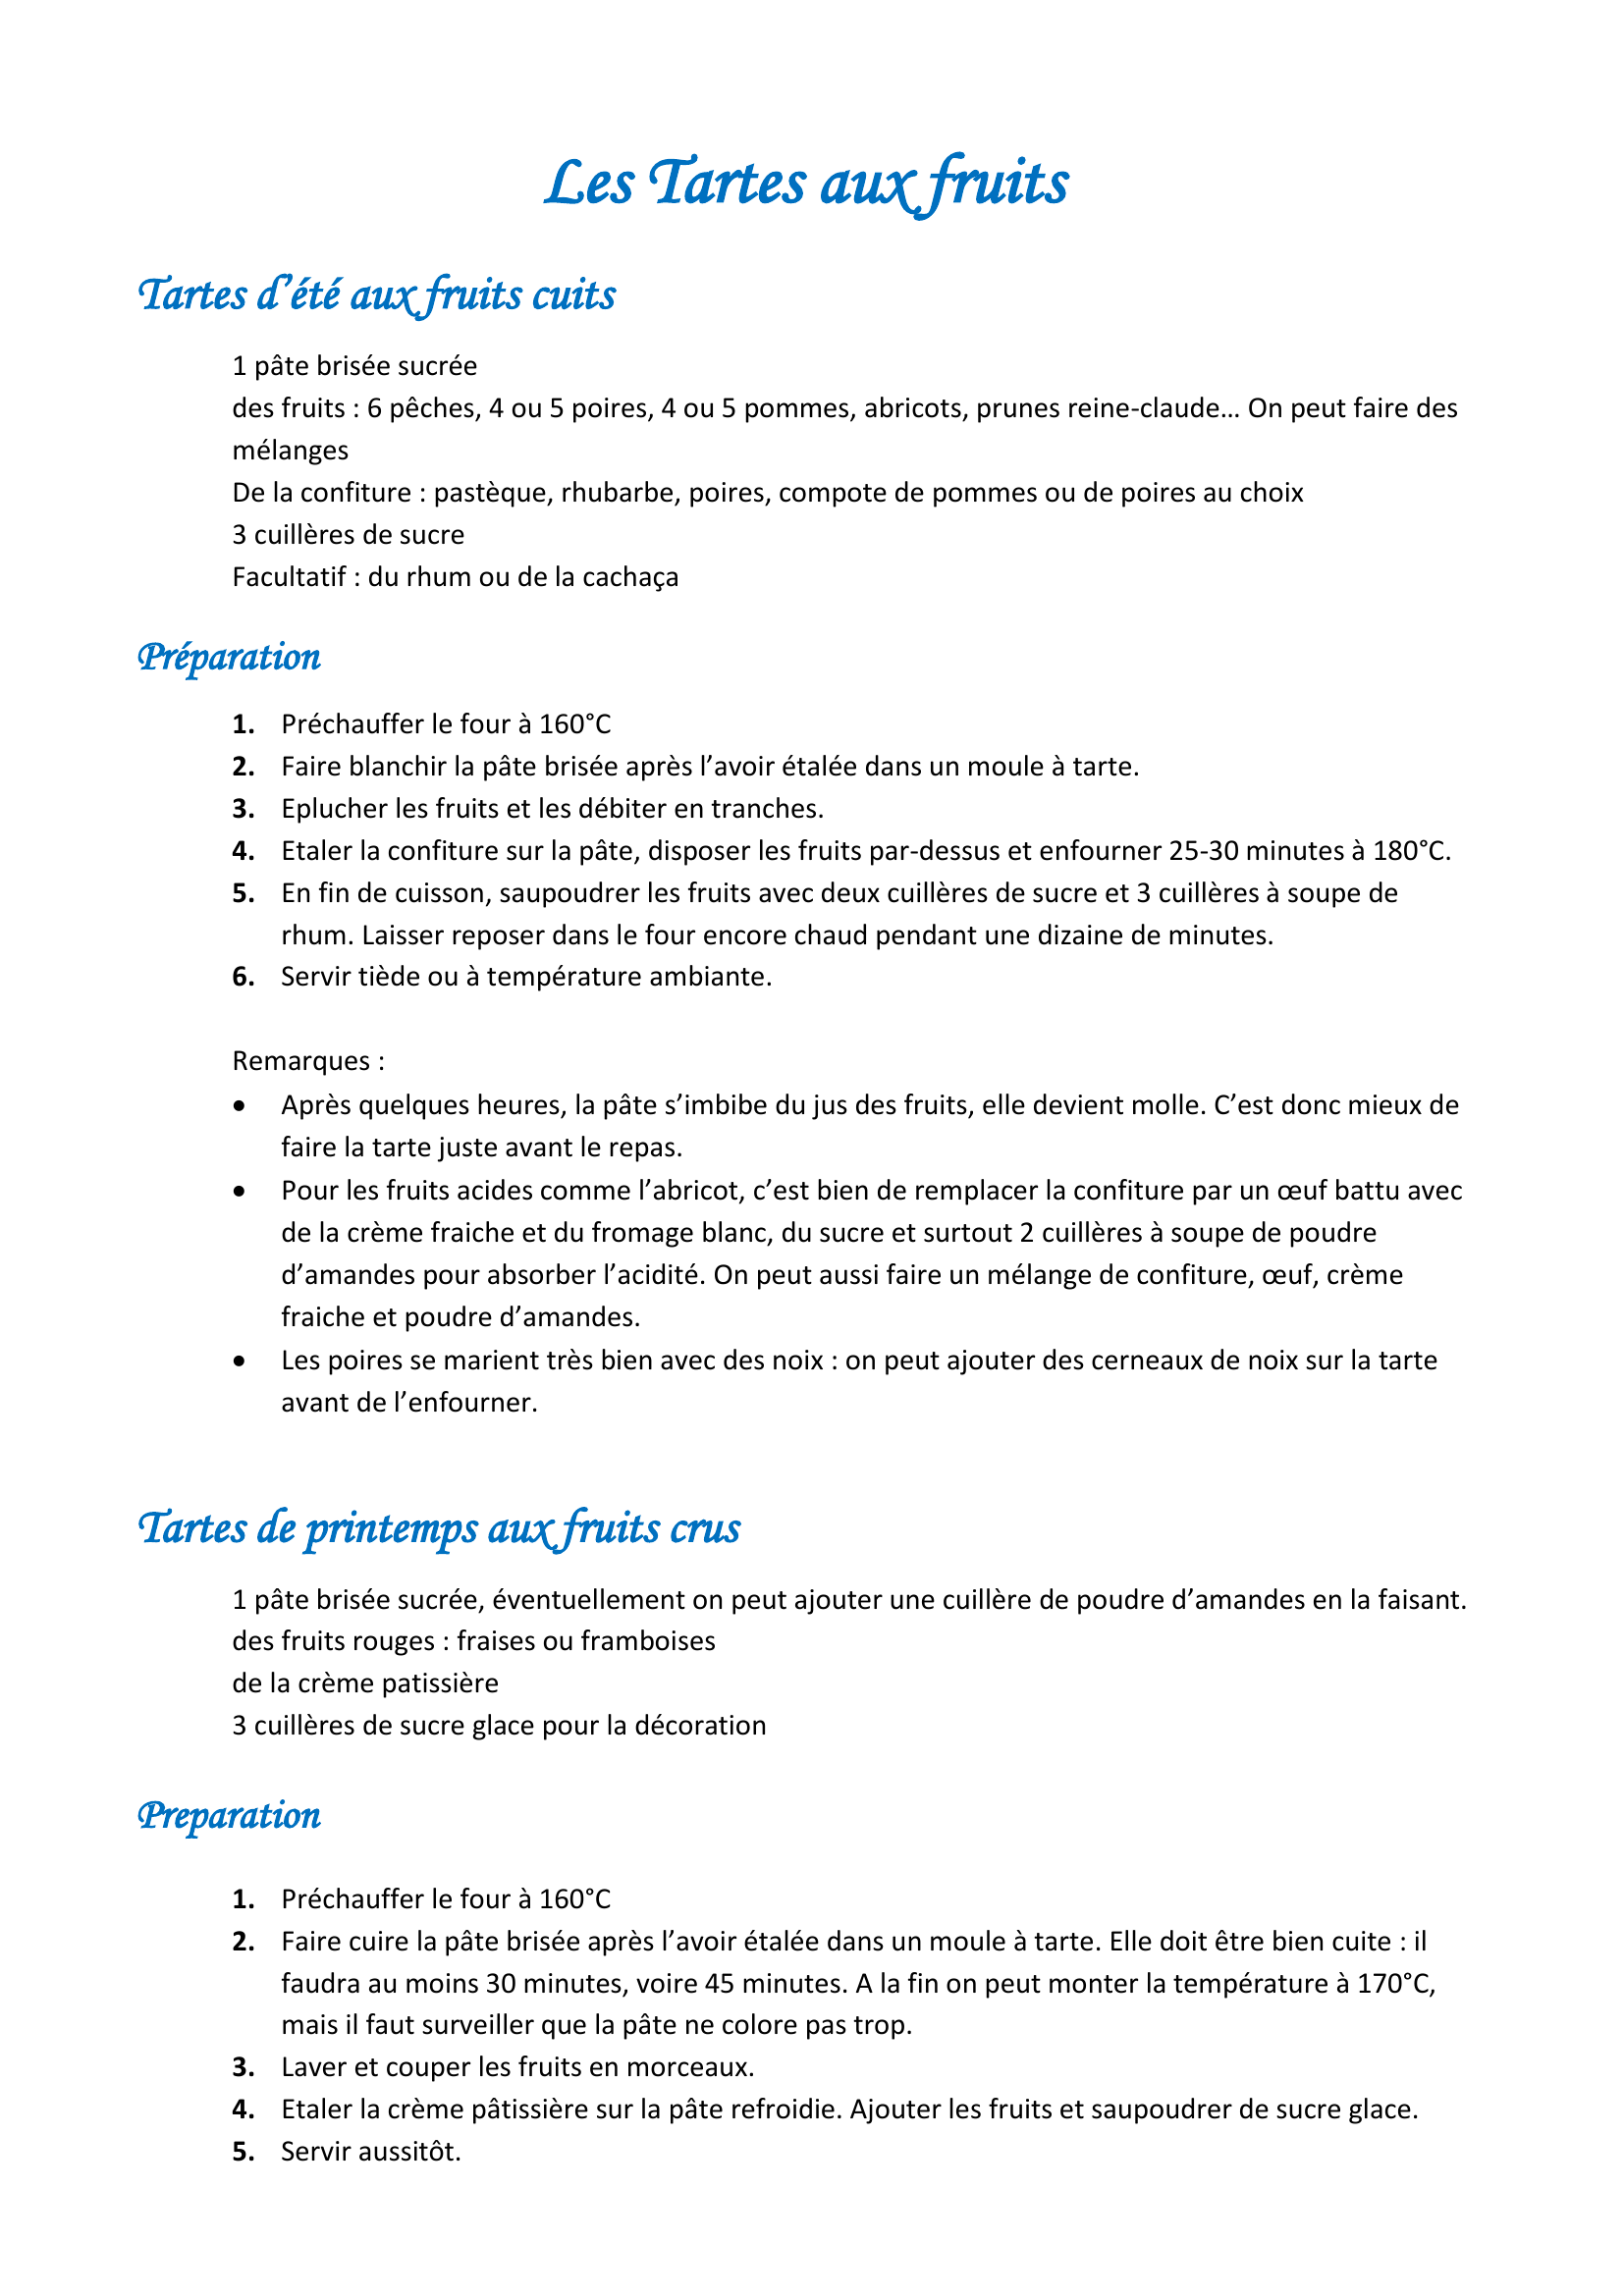 Les Tartes aux fruits
Tartes d’été aux fruits cuits
1 pâte brisée sucrée
des fruits : 6 pêches, 4 ou 5 poires, 4 ou 5 pommes, abricots, prunes reine-claude… On peut faire des
mélanges
De la confiture : pastèque, rhubarbe, poires, compote de pommes ou de poires au choix
3 cuillères de sucre
Facultatif : du rhum ou de la cachaça
Préparation
1. Préchauffer le four à 160°C
2. Faire blanchir la pâte brisée après l’avoir étalée dans un moule à tarte.
3. Eplucher les fruits et les débiter en tranches.
4. Etaler la confiture sur la pâte, disposer les fruits par-dessus et enfourner 25-30 minutes à 180°C.
5. En fin de cuisson, saupoudrer les fruits avec deux cuillères de sucre et 3 cuillères à soupe de
rhum. Laisser reposer dans le four encore chaud pendant une dizaine de minutes.
6. Servir tiède ou à température ambiante.
Remarques :
• Après quelques heures, la pâte s’imbibe du jus des fruits, elle devient molle. C’est donc mieux de
faire la tarte juste avant le repas.
• Pour les fruits acides comme l’abricot, c’est bien de remplacer la confiture par un œuf battu avec
de la crème fraiche et du fromage blanc, du sucre et surtout 2 cuillères à soupe de poudre
d’amandes pour absorber l’acidité. On peut aussi faire un mélange de confiture, œuf, crème
fraiche et poudre d’amandes.
• Les poires se marient très bien avec des noix : on peut ajouter des cerneaux de noix sur la tarte
avant de l’enfourner.
Tartes de printemps aux fruits crus
1 pâte brisée sucrée, éventuellement on peut ajouter une cuillère de poudre d’amandes en la faisant.
des fruits rouges : fraises ou framboises
de la crème patissière
3 cuillères de sucre glace pour la décoration
Preparation
1. Préchauffer le four à 160°C
2. Faire cuire la pâte brisée après l’avoir étalée dans un moule à tarte. Elle doit être bien cuite : il
faudra au moins 30 minutes, voire 45 minutes. A la fin on peut monter la température à 170°C,
mais il faut surveiller que la pâte ne colore pas trop.
3. Laver et couper les fruits en morceaux.
4. Etaler la crème pâtissière sur la pâte refroidie. Ajouter les fruits et saupoudrer de sucre glace.
5. Servir aussitôt.